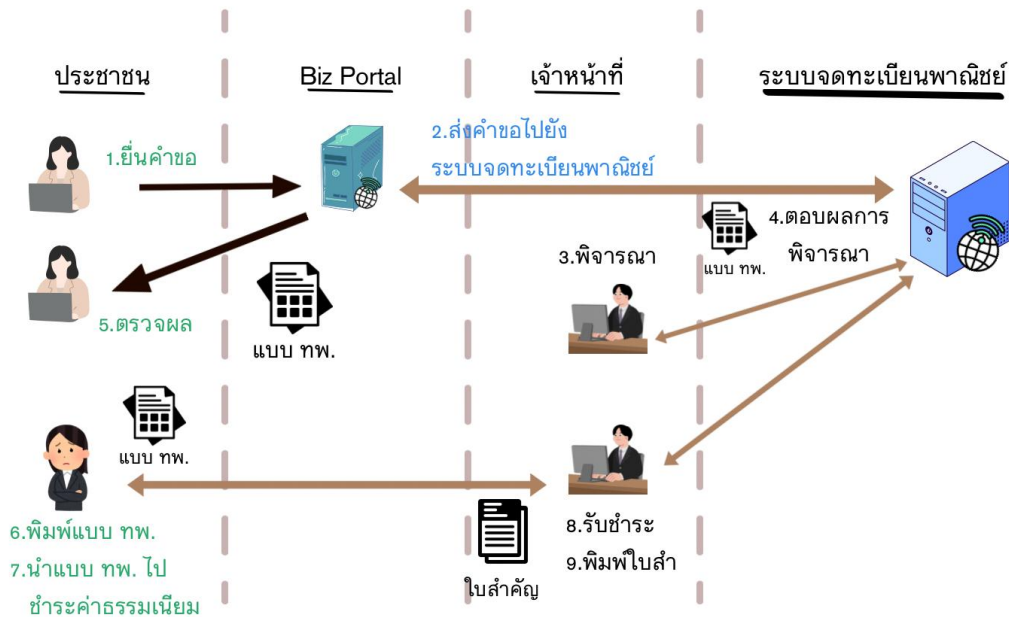 ประชาชน
Biz Portal
เจ้าหน้าที่
ระบบจดทะเบียนพาณิชย์
1.ยื่นคำขอ
2.ส่งคำขอไปยัง
ระบบจดทะเบียนพาณิชย์
3.พิจารณา
แบบ ทพ.
4.ตอบผลการ
พิจารณา
5.ตรวจผล
แบบ ทพ.
แบบ ทพ.
6.พิมพ์แบบ ทพ.
7.นำแบบ ทพ. ไป
ชำระค่าธรรมเนียม
ใบสำคัญ
8.รับชำระ
9.พิมพ์ใบสำ